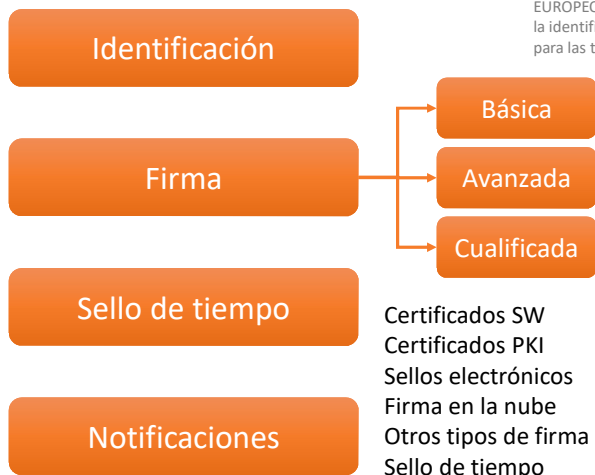 EUROPEO
la identifi
para las t
Identificación
Básica
Firma
Avanzada
Cualificada
Sello de tiempo
Certificados SW
Certificados PKI
Sellos electrónicos
Firma en la nube
Otros tipos de firma
Sello de tiempo
Notificaciones